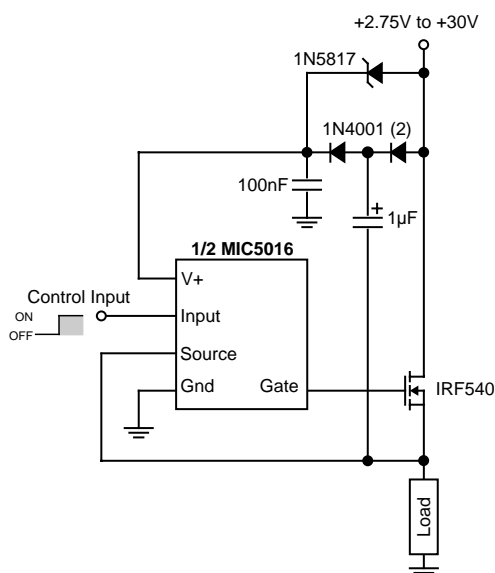 +2.75V to +30V
1N5817
1N4001 (2)
100nF
+
1µF
1/2 MIC5016
V+
Control Input
ON
OFF
Input
Source
Gnd
Gate
IRF540
Load